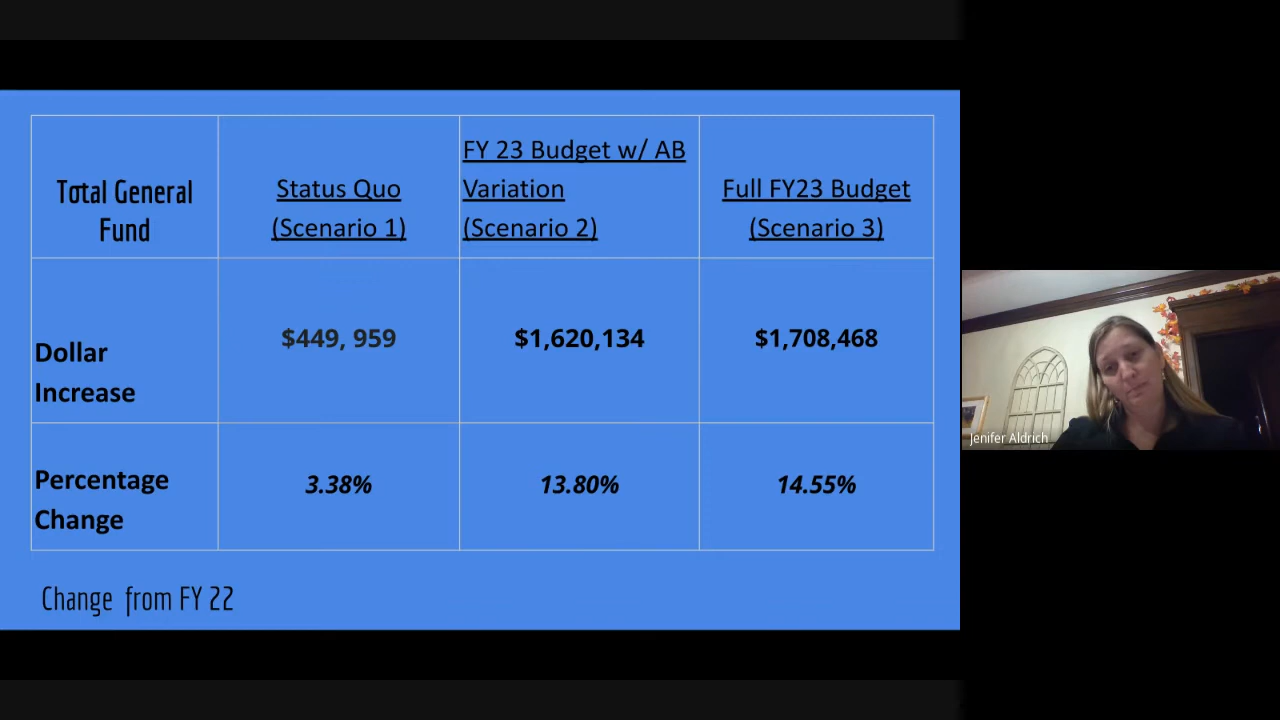 Total General
Fund
Status Quo
(Scenario 1)
FY 23 Budget w/ AB
Variation
(Scenario 2)
Full FY23 Budget
(Scenario 3)
Dollar
Increase
$449, 959
$1,620,134
$1,708,468
Percentage
Change
3.38%
13.80%
14.55%
Change from FY 22
Jenifer Aldrich